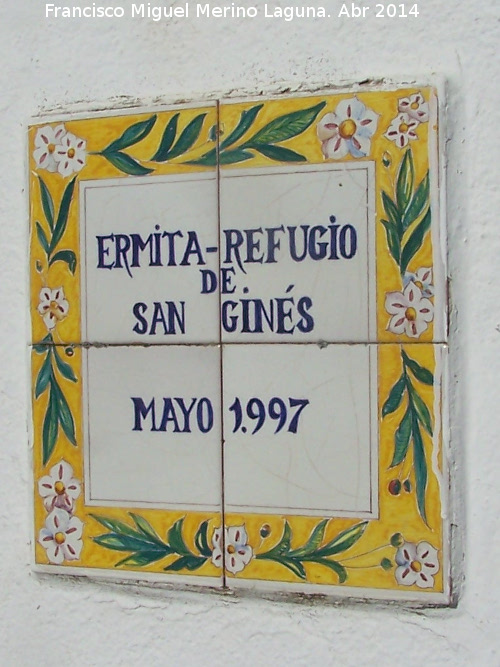 Francisco Miguel Merino Laguna. Abr 2014
ERMITA-REFUGIO
DE
SAN GINÉS
MAYO 1.997